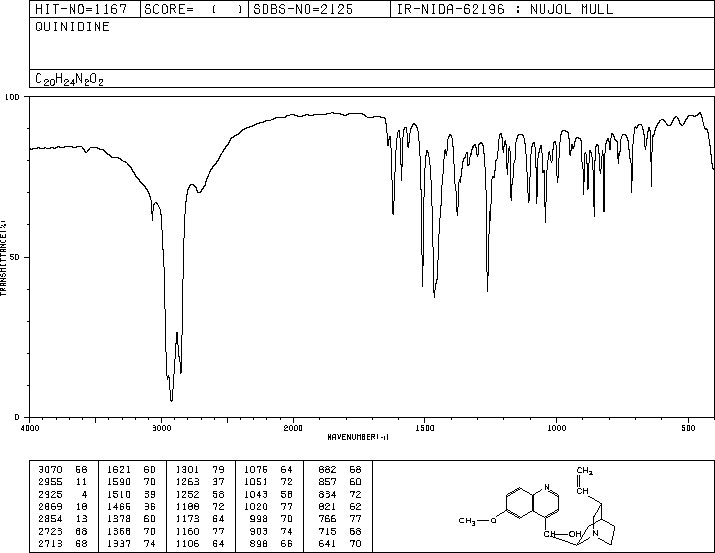 HIT-NO=1167 SCORE= ( ) SDBS-NO=2125 IR-NIDA-62196 : NUJOL MULL
QUINIDINE
C20H24N2O2
100
50
0
TRANSMITTANCE(%)
4000 3000 2000 1500 1000 500
WAVENUMBER(-1)
3070 58 1621 60 1301 79 1075 64 882 68
2955 11 1590 70 1263 37 1051 72 857 60
2925 4 1510 39 1252 58 1043 58 834 72
2869 18 1466 36 1188 72 1020 77 821 62
2854 13 1378 60 1173 64 998 70 766 77
2723 68 1368 70 1160 77 903 74 715 68
2713 68 1337 74 1106 64 898 66 641 70
CH2
CH
N
CH3
O
CH
OH
N